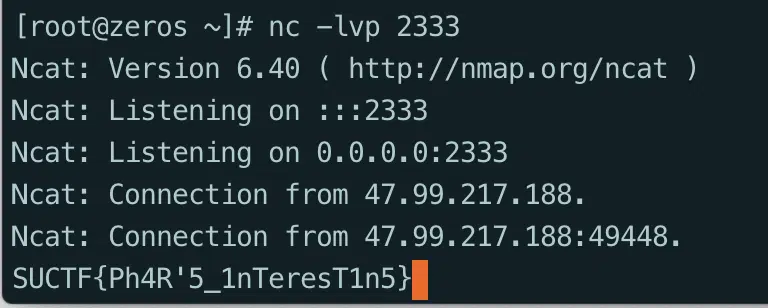 [root@zeros ~]# nc -lvp 2333
Ncat: Version 6.40 ( http://nmap.org/ncat )
Ncat: Listening on :::2333
Ncat: Listening on 0.0.0.0:2333
Ncat: Connection from 47.99.217.188.
Ncat: Connection from 47.99.217.188:49448.
SUCTF{Ph4R'5_1nTeresT1n5}